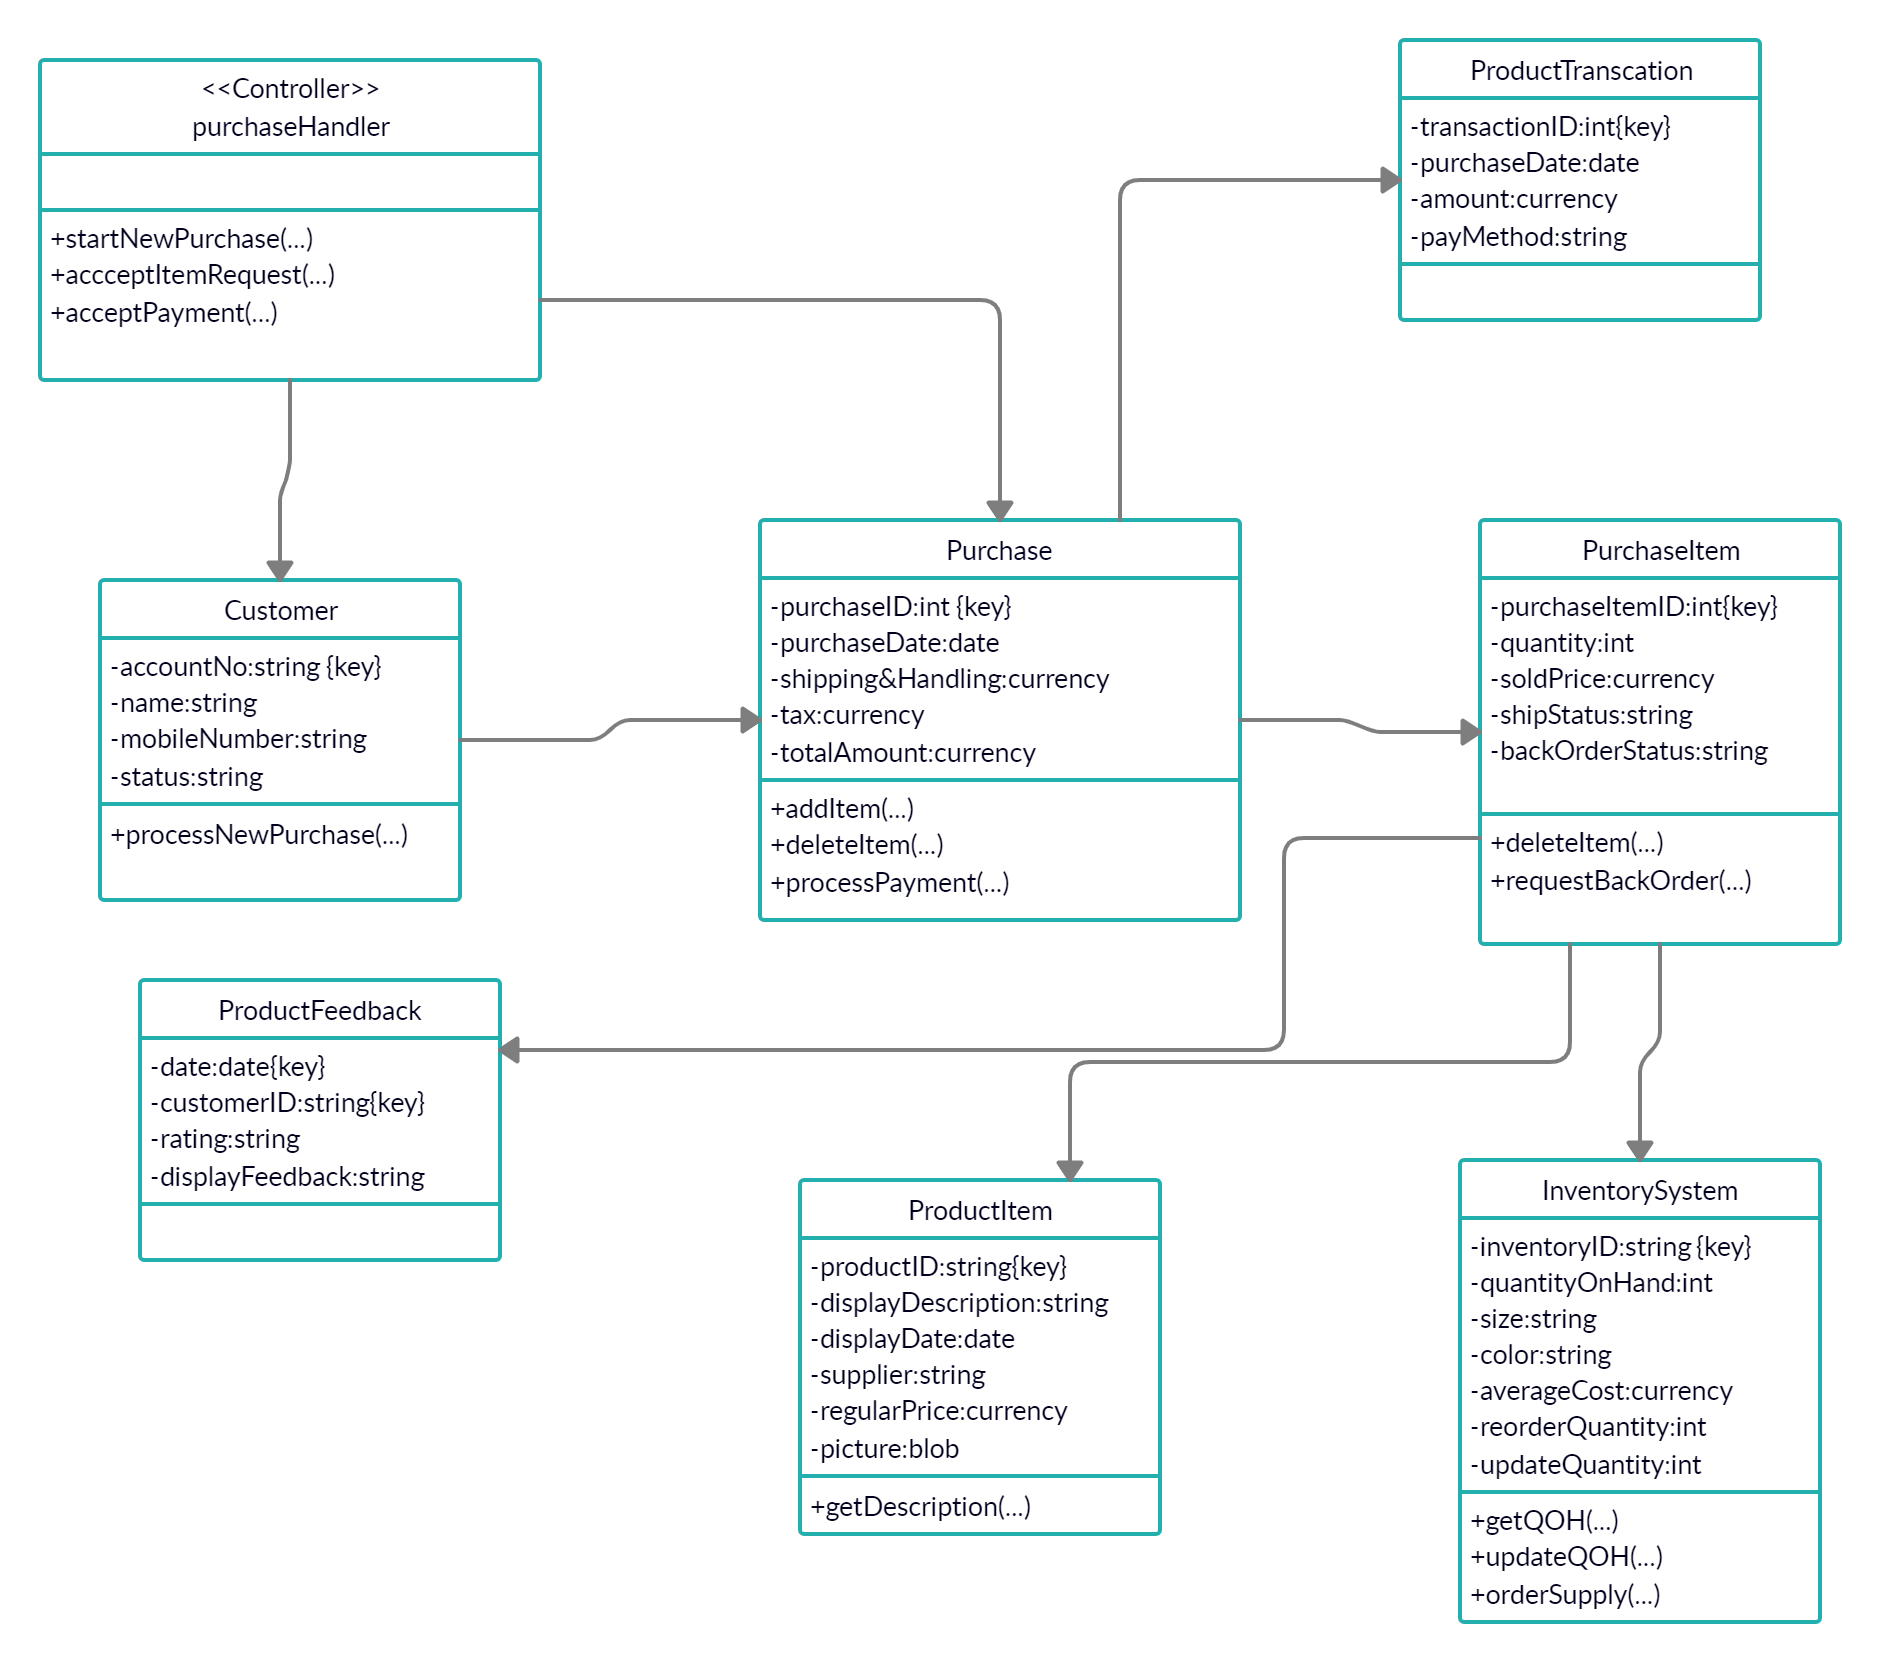 <<Controller>>
purchaseHandler
+startNewPurchase(...)
+accceptItemRequest(...)
+acceptPayment(...)
ProductTranscation
-transactionID:int{key}
-purchaseDate:date
-amount:currency
-payMethod:string
Customer
-accountNo:string {key}
-name:string
-mobileNumber:string
-status:string
+processNewPurchase(...)
Purchase
-purchaseID:int {key}
-purchaseDate:date
-shipping&Handling:currency
-tax:currency
-totalAmount:currency
+addItem(...)
+deleteItem(...)
+processPayment(...)
PurchaseItem
-purchaseItemID:int{key}
-quantity:int
-soldPrice:currency
-shipStatus:string
-backOrderStatus:string
+deleteItem(...)
+requestBackOrder(...)
ProductFeedback
-date:date{key}
-customerID:string{key}
-rating:string
-displayFeedback:string
ProductItem
-productID:string{key}
-displayDescription:string
-displayDate:date
-supplier:string
-regularPrice:currency
-picture:blob
+getDescription(...)
InventorySystem
-inventoryID:string {key}
-quantityOnHand:int
-size:string
-color:string
-averageCost:currency
-reorderQuantity:int
-updateQuantity:int
+getQOH(...)
+updateQOH(...)
+orderSupply(...)